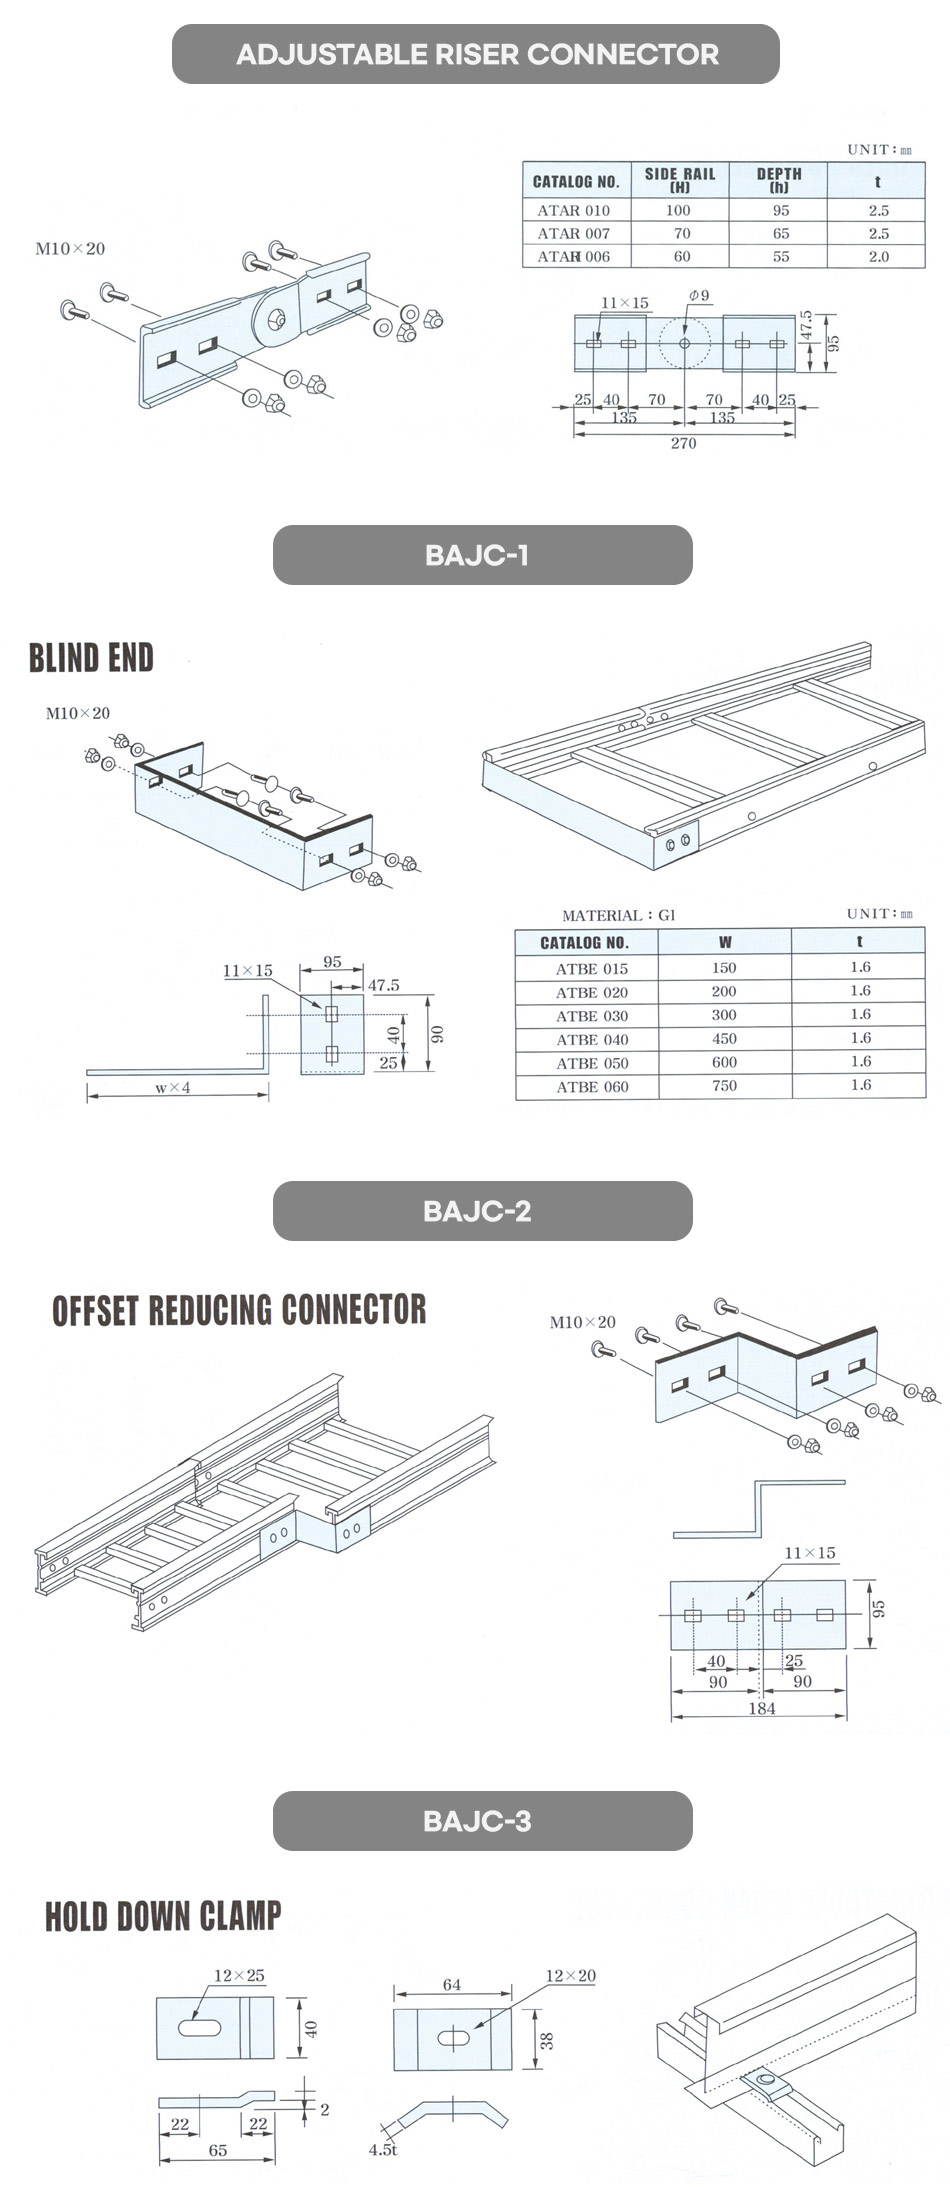 ADJUSTABLE RISER CONNECTOR
UNIT : ㎜
CATALOG NO. SIDE RAIL (H) DEPTH (h) t
ATAR 010 100 95 2.5
ATAR 007 70 65 2.5
ATAR 006 60 55 2.0
M10×20
11×15 Φ9
47.5
95
25 40 70 70 40 25
135 135
270
BAJC-1
BLIND END
M10×20
MATERIAL : G1 UNIT : ㎜
CATALOG NO. W t
ATBE 015 150 1.6
ATBE 020 200 1.6
ATBE 030 300 1.6
ATBE 040 450 1.6
ATBE 050 600 1.6
ATBE 060 750 1.6
11×15 95
47.5
40
90
25
w×4
BAJC-2
OFFSET REDUCING CONNECTOR
M10×20
11×15
95
40 25
90 90
184
BAJC-3
HOLD DOWN CLAMP
12×25
40
22 22
2
65
64
12×20
38
4.5t